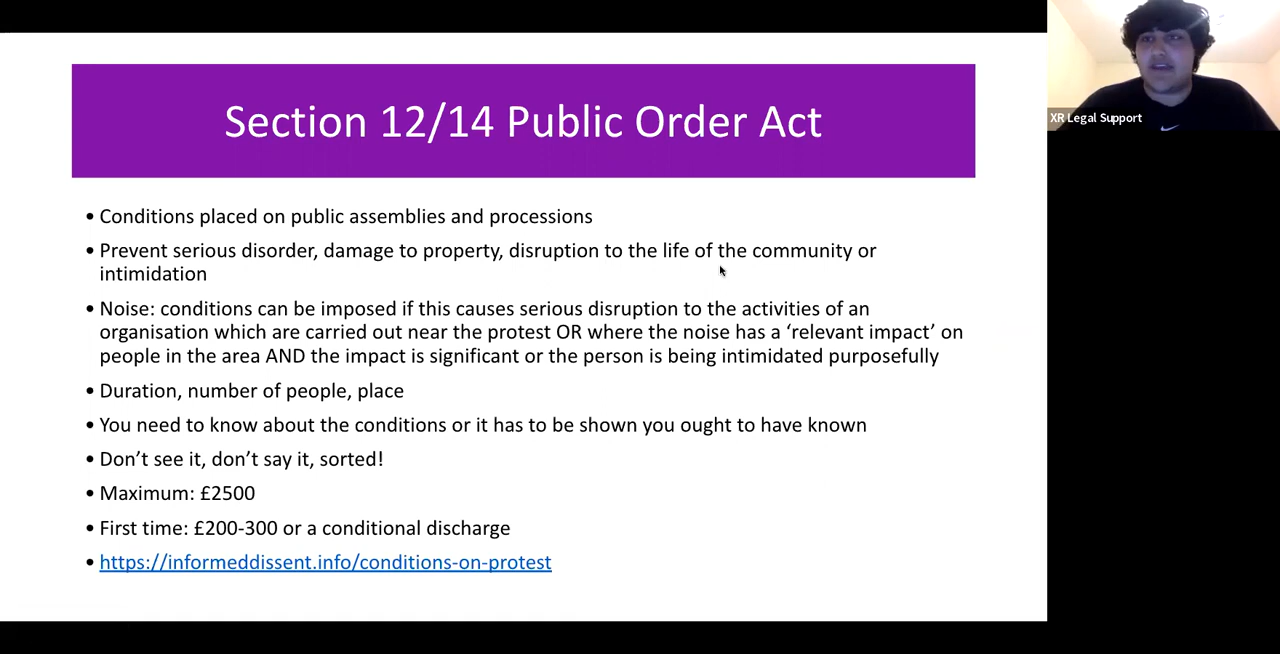 Section 12/14 Public Order Act
XR Legal Support
• Conditions placed on public assemblies and processions
• Prevent serious disorder, damage to property, disruption to the life of the community or
intimidation
• Noise: conditions can be imposed if this causes serious disruption to the activities of an
organisation which are carried out near the protest OR where the noise has a ‘relevant impact’ on
people in the area AND the impact is significant or the person is being intimidated purposefully
• Duration, number of people, place
• You need to know about the conditions or it has to be shown you ought to have known
• Don’t see it, don’t say it, sorted!
• Maximum: £2500
• First time: £200-300 or a conditional discharge
• https://informeddissent.info/conditions-on-protest